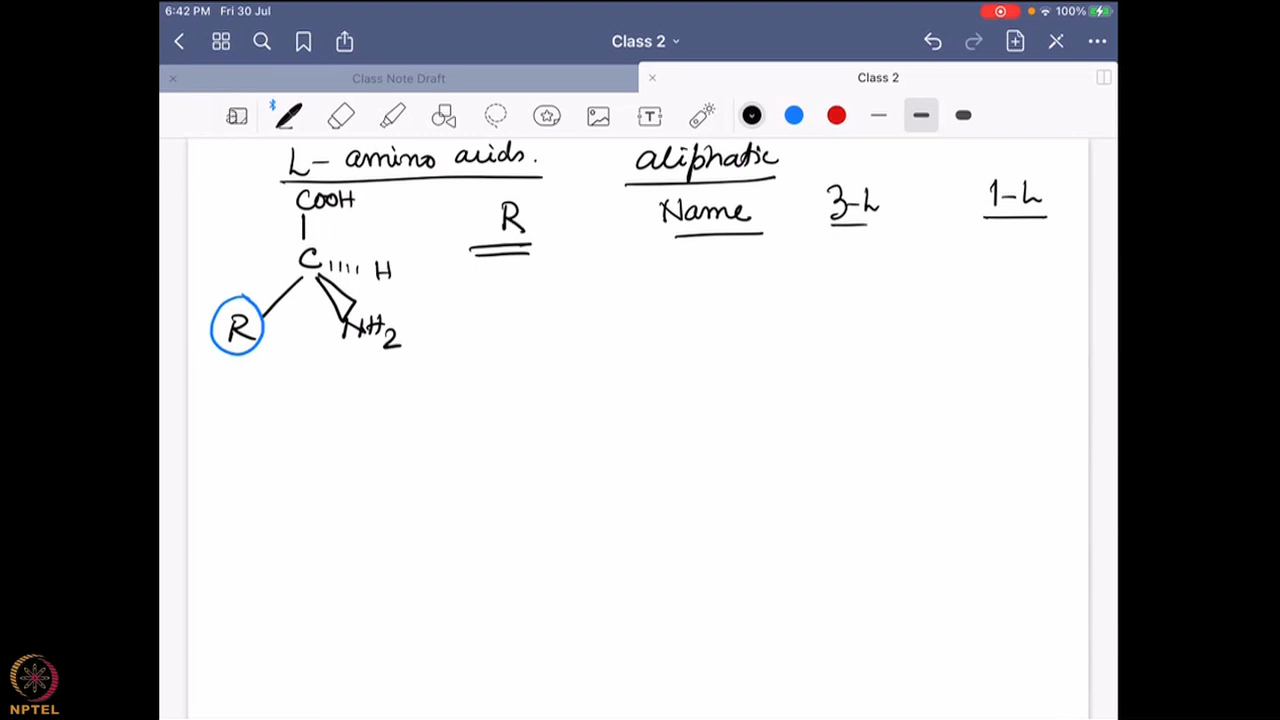 6:42 PM Fri 30 Jul
100%
Class 2
Class Note Draft
Class 2
L- amino acids. aliphatic
COOH R Name 3-L 1-L
C H
R NH2
NPTEL